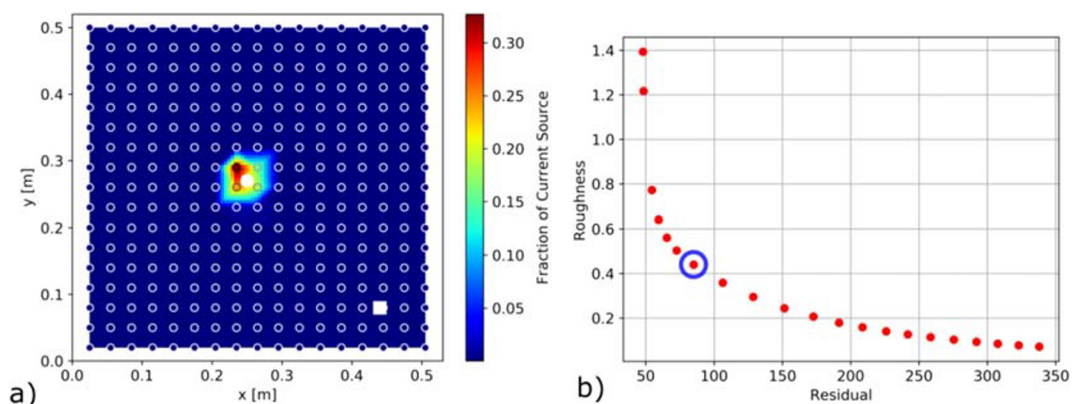 0.5
0.4
0.3
0.2
0.1
0.0
y [m]
0.0 0.1 0.2 0.3 0.4 0.5
x [m]
a)
0.30
0.25
0.20
0.15
0.10
0.05
Fraction of Current Source
1.4
1.2
1.0
0.8
0.6
0.4
0.2
Roughness
50 100 150 200 250 300 350
Residual
b)